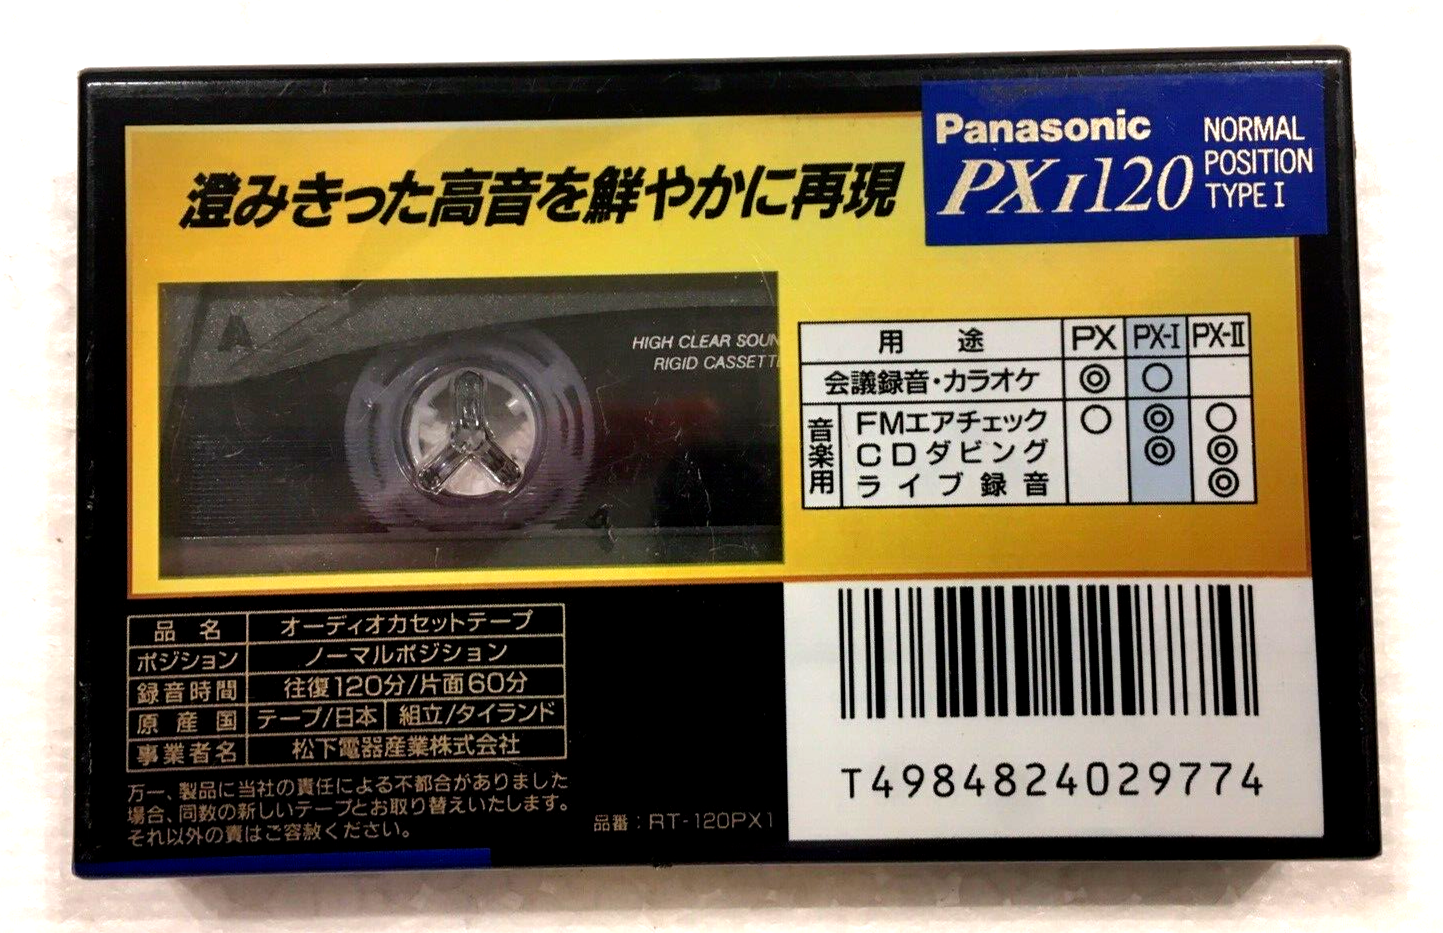 Panasonic
PXI120
NORMAL
POSITION
TYPE I
澄みきった高音を鮮やかに再現
A
HIGH CLEAR SOUN
RIGID CASSETT
用途 PX PX-I PX-II
会議録音・カラオケ ◎ ○
音楽用
FMエアチェック ○ ◎ ○
CDダビング ◎ ◎
ライブ録音 ◎
品名 オーディオカセットテープ
ポジション ノーマルポジション
録音時間 往復120分/片面60分
原産国 テープ/日本 組立/タイランド
事業者名 松下電器産業株式会社
万一、製品に当社の責任による不都合がありました
場合、同数の新しいテープとお取り替えいたします。
それ以外の責はご容赦ください。
品番：RT-120PX1
T4984824029774